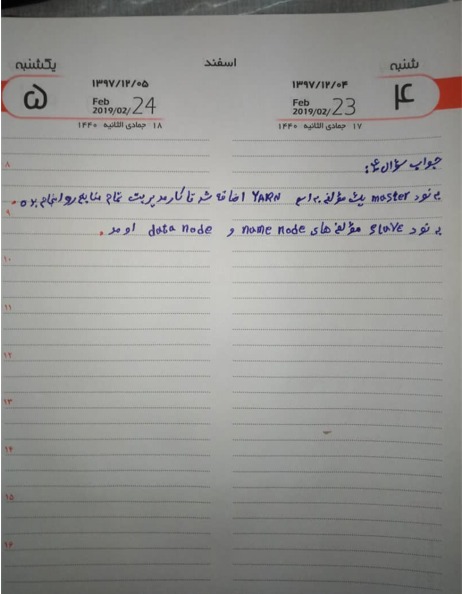 اسفند
شنبه
۴
۱۳۹۷/۱۲/۰۴
Feb
2019/02/ 23
۱۷ جمادی الثانیه ۱۴۴۰
یکشنبه
۵
۱۳۹۷/۱۲/۰۵
Feb
2019/02/ 24
۱۸ جمادی الثانیه ۱۴۴۰
جواب سؤال ۴:
به نود master یک مؤلفه به اسم YARN اضافه شد تا کار مدیریت تمام منابع رو انجام بده.
به نود slave مؤلفه های name node و data node اومد.
۸
۹
۱۰
۱۱
۱۲
۱۳
۱۴
۱۵
۱۶